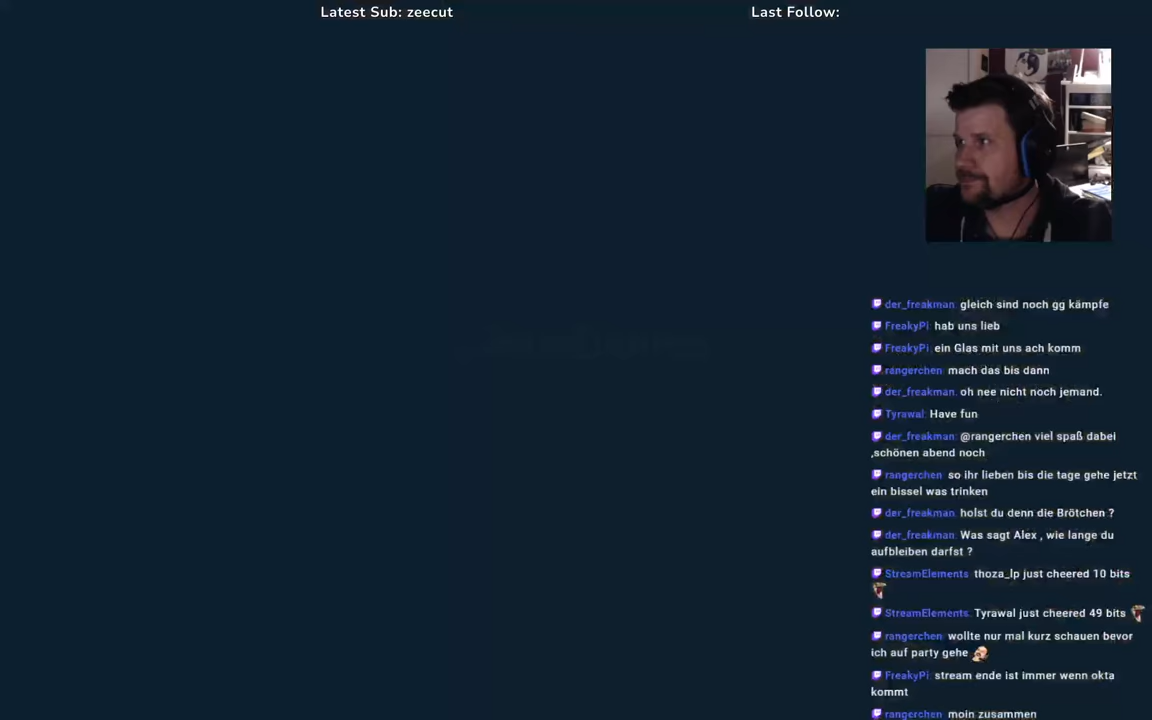 Latest Sub: zeecut
Last Follow:
der_freakman: gleich sind noch gg kämpfe
FreakyPi: hab uns lieb
FreakyPi: ein Glas mit uns ach komm
rangerchen: mach das bis dann
der_freakman: oh nee nicht noch jemand.
Tyrawal: Have fun
der_freakman: @rangerchen viel spaß dabei
,schönen abend noch
rangerchen: so ihr lieben bis die tage gehe jetzt
ein bissel was trinken
der_freakman: holst du denn die Brötchen ?
der_freakman: Was sagt Alex , wie lange du
aufbleiben darfst ?
StreamElements: thoza_lp just cheered 10 bits
StreamElements: Tyrawal just cheered 49 bits
rangerchen: wollte nur mal kurz schauen bevor
ich auf party gehe
FreakyPi: stream ende ist immer wenn okta
kommt
rangerchen: moin zusammen